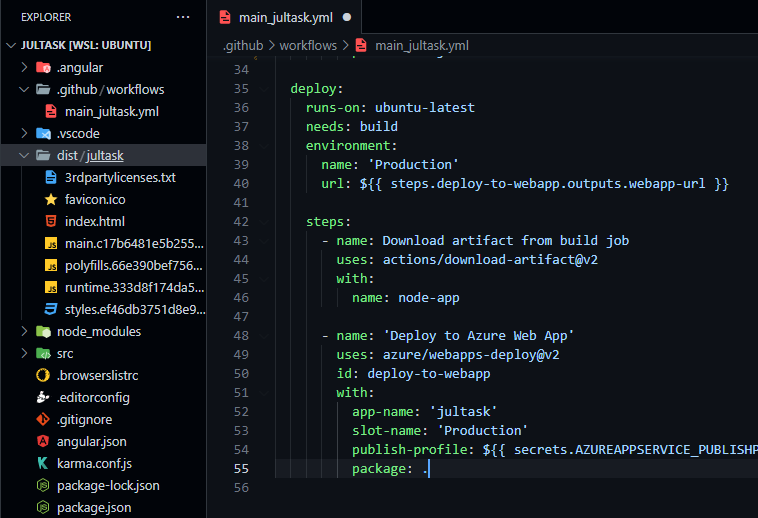 EXPLORER
JULTASK [WSL: UBUNTU]
.angular
.github/workflows
main_jultask.yml
.vscode
dist/jultask
3rdpartylicenses.txt
favicon.ico
index.html
main.c17b6481e5b255...
polyfills.66e390bef756...
runtime.333d8f174da5...
styles.ef46db3751d8e9...
node_modules
src
.browserslistrc
.editorconfig
.gitignore
angular.json
karma.conf.js
package-lock.json
package.json
main_jultask.yml
.github > workflows > main_jultask.yml
34
35 deploy:
36 runs-on: ubuntu-latest
37 needs: build
38 environment:
39 name: 'Production'
40 url: ${{ steps.deploy-to-webapp.outputs.webapp-url }}
41
42 steps:
43 - name: Download artifact from build job
44 uses: actions/download-artifact@v2
45 with:
46 name: node-app
47
48 - name: 'Deploy to Azure Web App'
49 uses: azure/webapps-deploy@v2
50 id: deploy-to-webapp
51 with:
52 app-name: 'jultask'
53 slot-name: 'Production'
54 publish-profile: ${{ secrets.AZUREAPPSERVICE_PUBLISHP
55 package: .
56